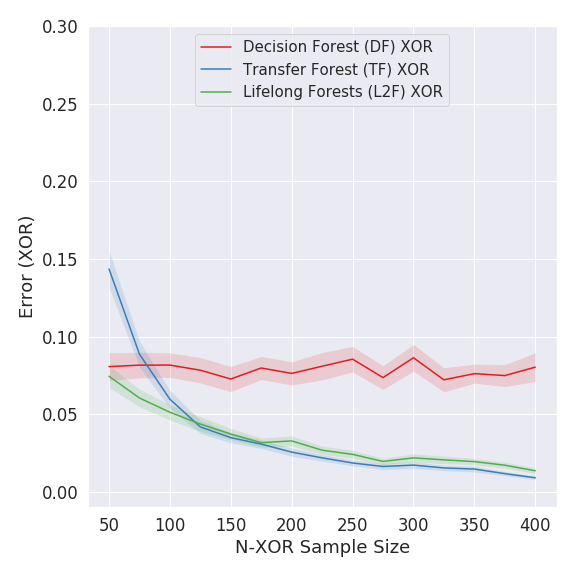 0.30
0.25
0.20
0.15
0.10
0.05
0.00
Error (XOR)
Decision Forest (DF) XOR
Transfer Forest (TF) XOR
Lifelong Forests (L2F) XOR
50 100 150 200 250 300 350 400
N-XOR Sample Size